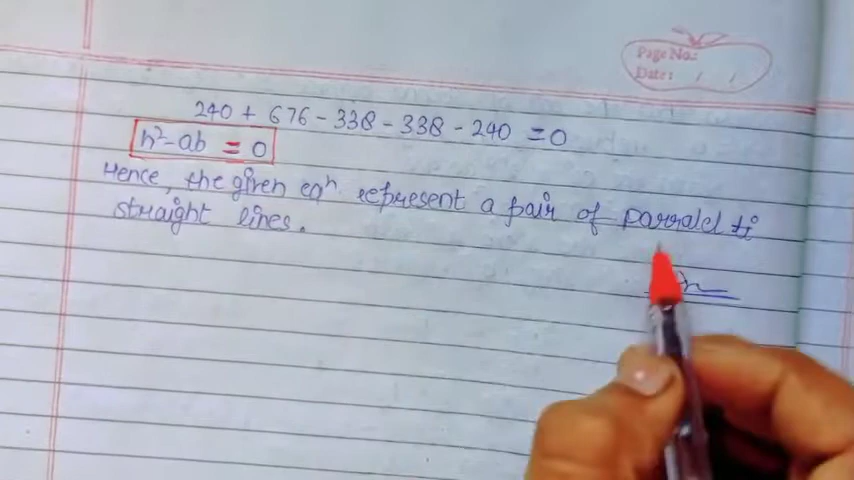 Page No.:
Date: / /
240 + 676 - 338 - 338 - 240 = 0
h² - ab = 0
Hence, the given eqⁿ represent a pair of
straight lines.